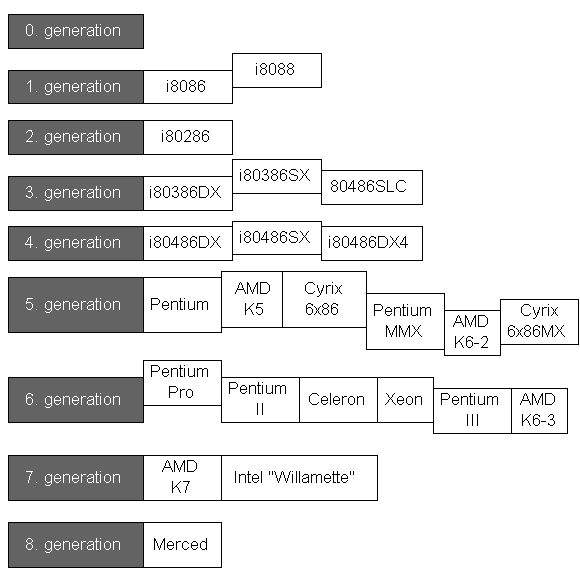 0. generation
1. generation
i8086
i8088
2. generation
i80286
3. generation
i80386DX
i80386SX
80486SLC
4. generation
i80486DX
i80486SX
i80486DX4
5. generation
Pentium
AMD
K5
Cyrix
6x86
Pentium
MMX
AMD
K6-2
Cyrix
6x86MX
6. generation
Pentium
Pro
Pentium
II
Celeron
Xeon
Pentium
III
AMD
K6-3
7. generation
AMD
K7
Intel "Willamette"
8. generation
Merced